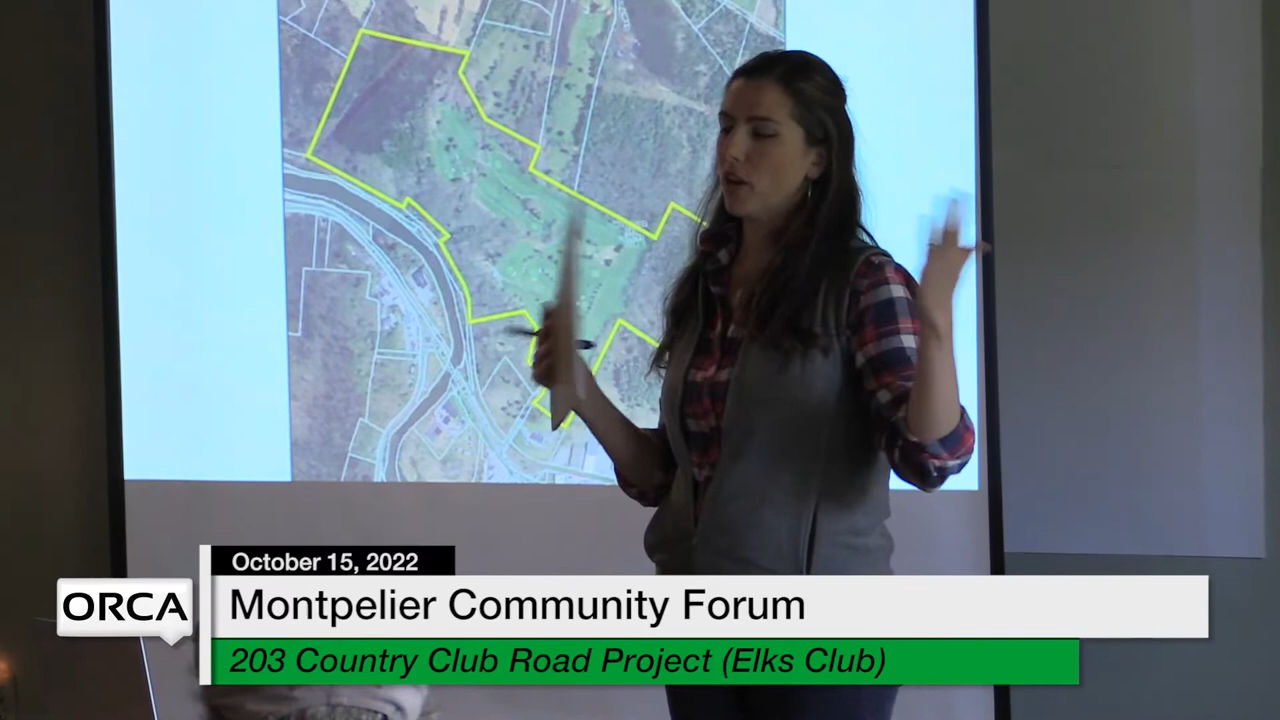 October 15, 2022
ORCA
Montpelier Community Forum
203 Country Club Road Project (Elks Club)